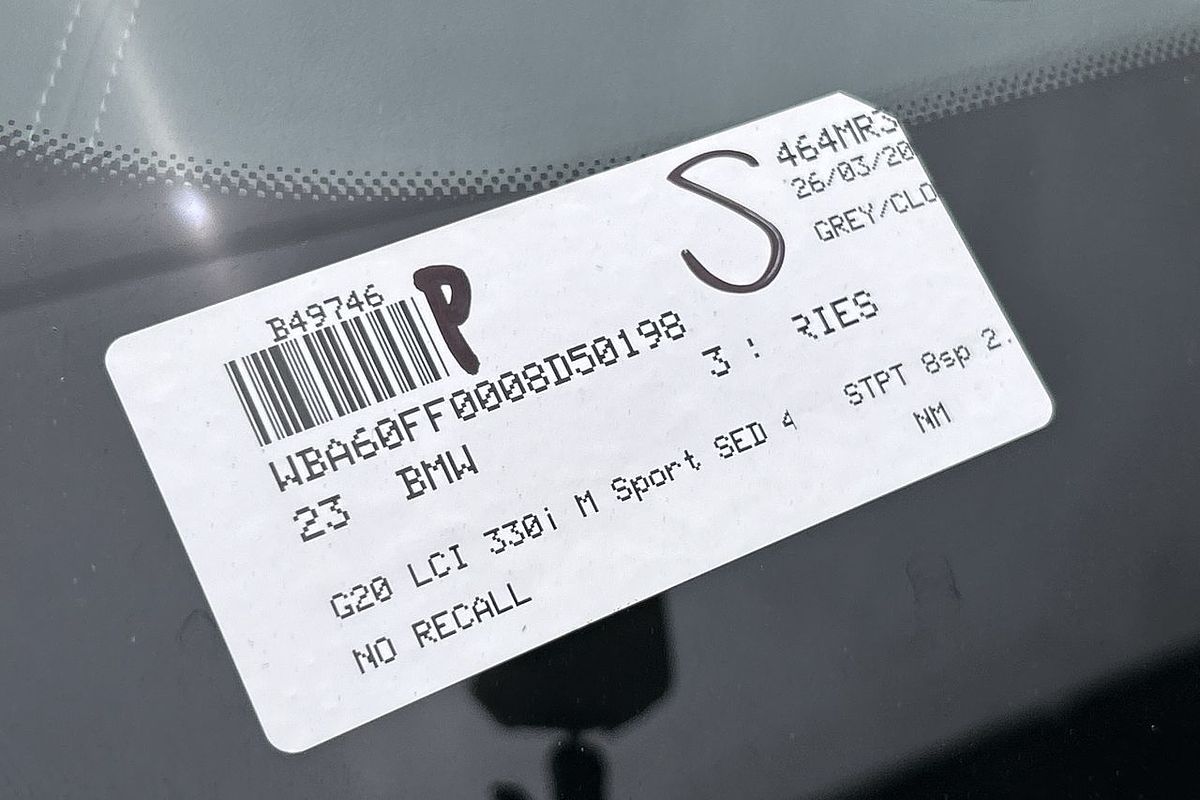 S 464MR3
26/03/20
GREY/CLO
B49746 P
WBA60FF0008D50198
23 BMW 3 : RIES
G20 LCI 330i M Sport SED 4 STPT 8sp 2.
NO RECALL NM